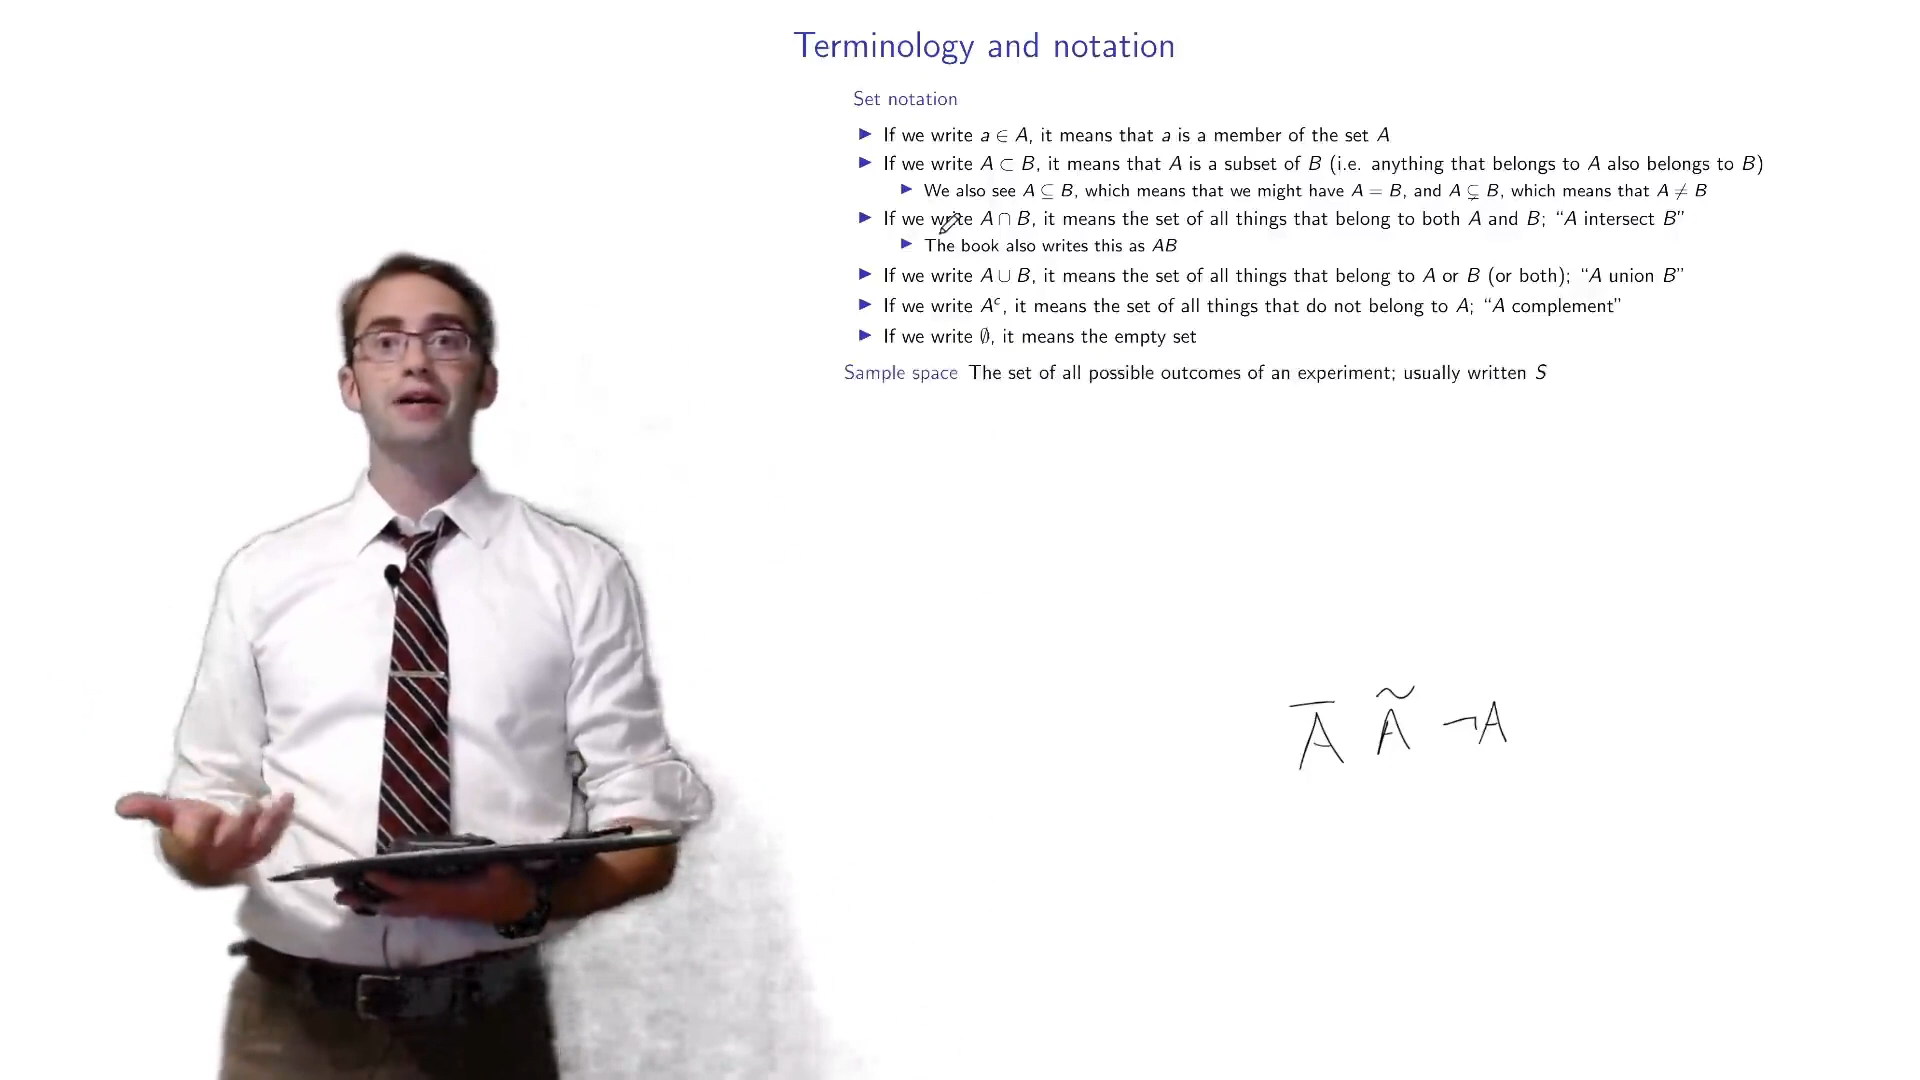 Terminology and notation
Set notation
▶ If we write a ∈ A, it means that a is a member of the set A
▶ If we write A ⊂ B, it means that A is a subset of B (i.e. anything that belongs to A also belongs to B)
▶ We also see A ⊆ B, which means that we might have A = B, and A ⊊ B, which means that A ≠ B
▶ If we write A ∩ B, it means the set of all things that belong to both A and B; “A intersect B”
▶ The book also writes this as AB
▶ If we write A ∪ B, it means the set of all things that belong to A or B (or both); “A union B”
▶ If we write Aᶜ, it means the set of all things that do not belong to A; “A complement”
▶ If we write ∅, it means the empty set
Sample space The set of all possible outcomes of an experiment; usually written S
A̅ Ã ¬A